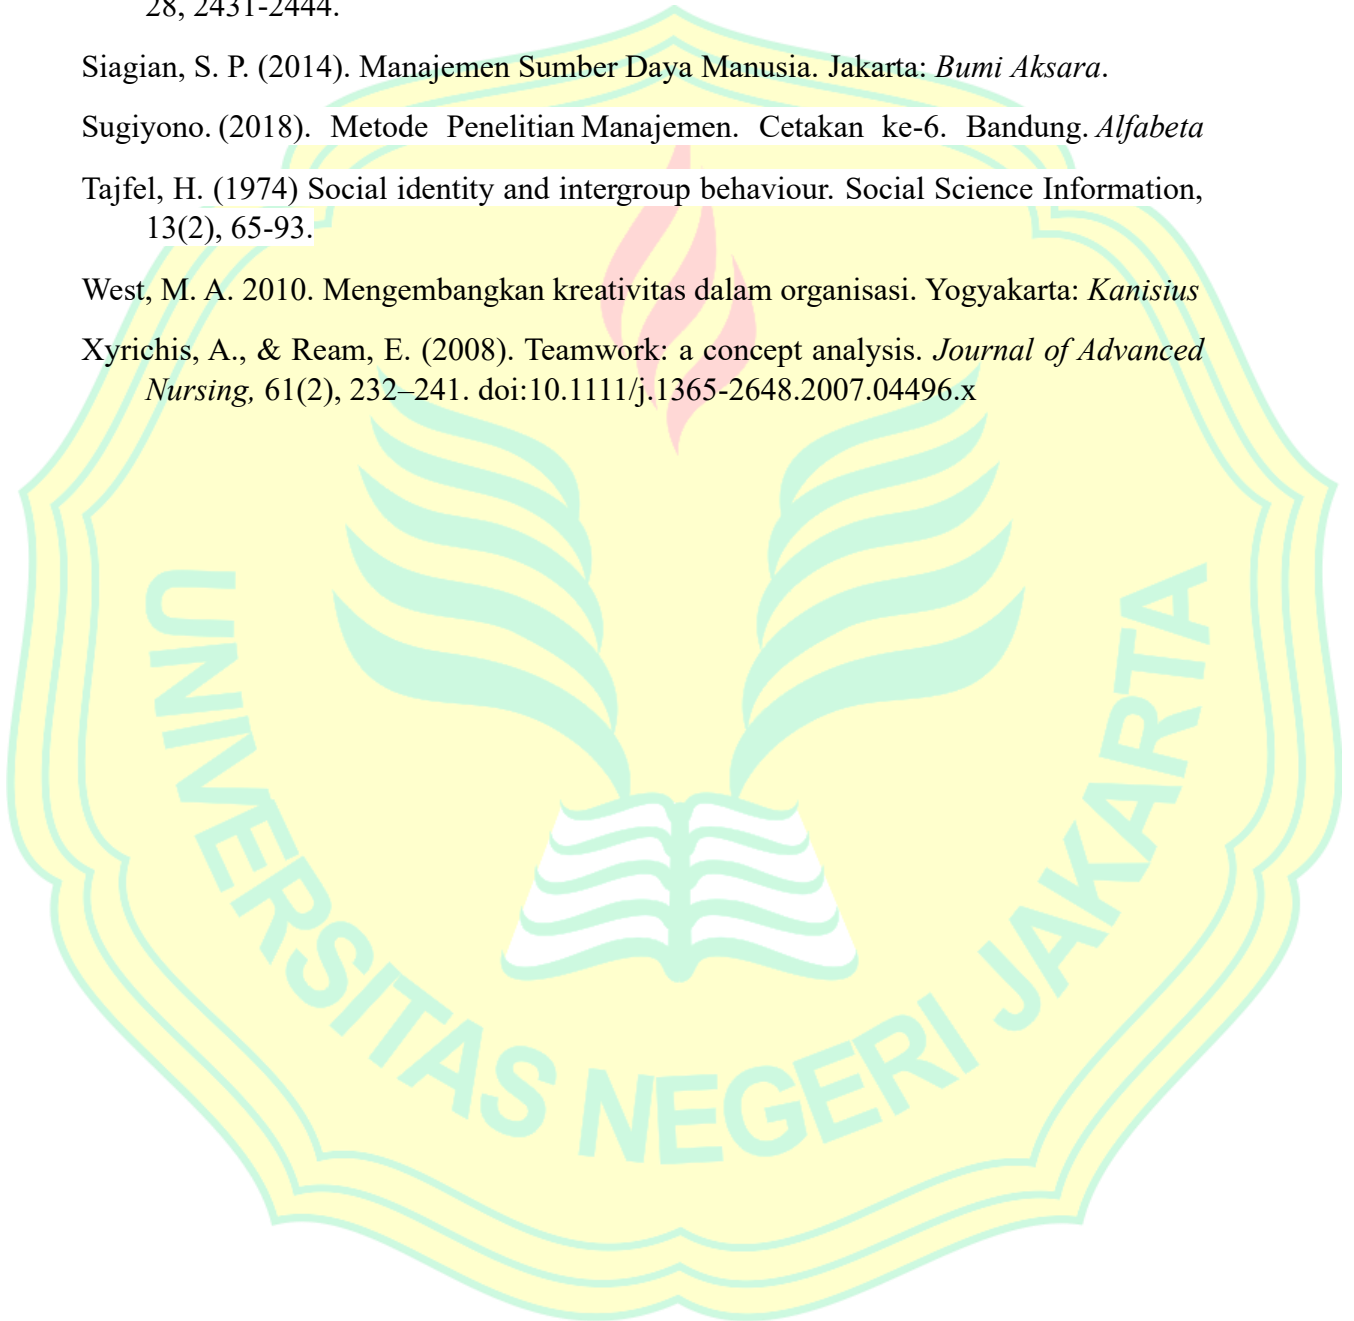 28, 2431-2444.
Siagian, S. P. (2014). Manajemen Sumber Daya Manusia. Jakarta: Bumi Aksara.
Sugiyono. (2018). Metode Penelitian Manajemen. Cetakan ke-6. Bandung. Alfabeta
Tajfel, H. (1974) Social identity and intergroup behaviour. Social Science Information,
13(2), 65-93.
West, M. A. 2010. Mengembangkan kreativitas dalam organisasi. Yogyakarta: Kanisius
Xyrichis, A., & Ream, E. (2008). Teamwork: a concept analysis. Journal of Advanced
Nursing, 61(2), 232–241. doi:10.1111/j.1365-2648.2007.04496.x
UNIVERSITAS NEGERI JAKARTA